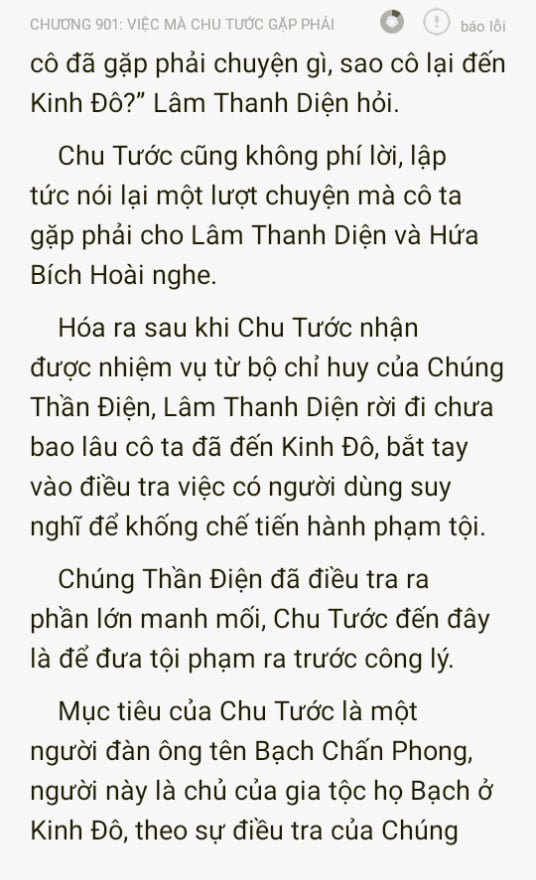 CHƯƠNG 901: VIỆC MÀ CHU TƯỚC GẶP PHẢI
! báo lỗi
cô đã gặp phải chuyện gì, sao cô lại đến
Kinh Đô?” Lâm Thanh Diện hỏi.
Chu Tước cũng không phí lời, lập
tức nói lại một lượt chuyện mà cô ta
gặp phải cho Lâm Thanh Diện và Hứa
Bích Hoài nghe.
Hóa ra sau khi Chu Tước nhận
được nhiệm vụ từ bộ chỉ huy của Chúng
Thần Điện, Lâm Thanh Diện rời đi chưa
bao lâu cô ta đã đến Kinh Đô, bắt tay
vào điều tra việc có người dùng suy
nghĩ để khống chế tiến hành phạm tội.
Chúng Thần Điện đã điều tra ra
phần lớn manh mối, Chu Tước đến đây
là để đưa tội phạm ra trước công lý.
Mục tiêu của Chu Tước là một
người đàn ông tên Bạch Chấn Phong,
người này là chủ của gia tộc họ Bạch ở
Kinh Đô, theo sự điều tra của Chúng